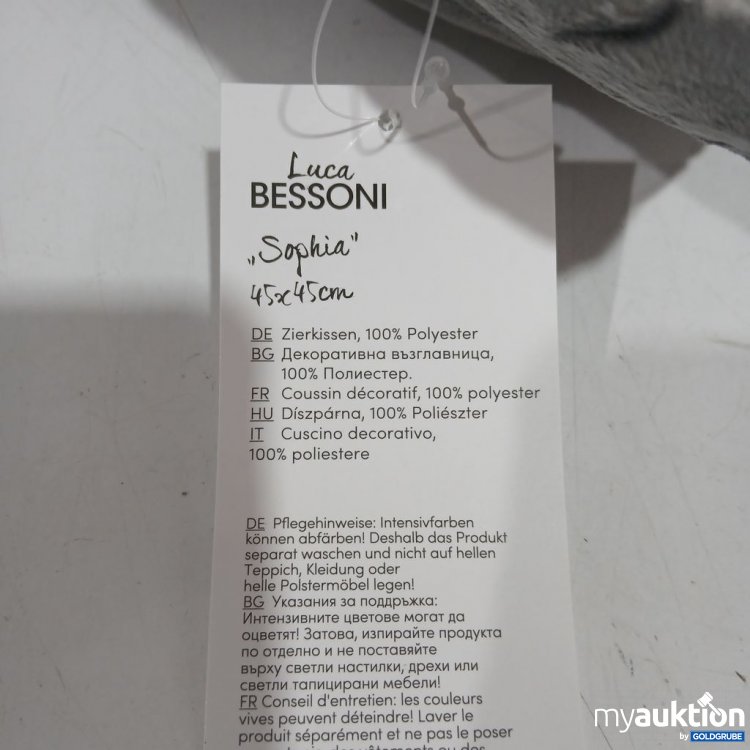 Luca
BESSONI
„Sophia"
45x45cm
DE Zierkissen, 100% Polyester
BG Декоративна възглавница,
100% Полиестер.
FR Coussin décoratif, 100% polyester
HU Díszpárna, 100% Poliészter
IT Cuscino decorativo,
100% poliestere
DE Pflegehinweise: Intensivfarben
können abfärben! Deshalb das Produkt
separat waschen und nicht auf hellen
Teppich, Kleidung oder
helle Polstermöbel legen!
BG Указания за поддръжка:
Интензивните цветове могат да
оцветят! Затова, изпирайте продукта
по отделно и не поставяйте
върху светли настилки, дрехи или
светли тапицирани мебели!
FR Conseil d'entretien: les couleurs
vives peuvent déteindre! Laver le
produit séparément et ne pas le poser
myauktion
by GOLDGRUBE